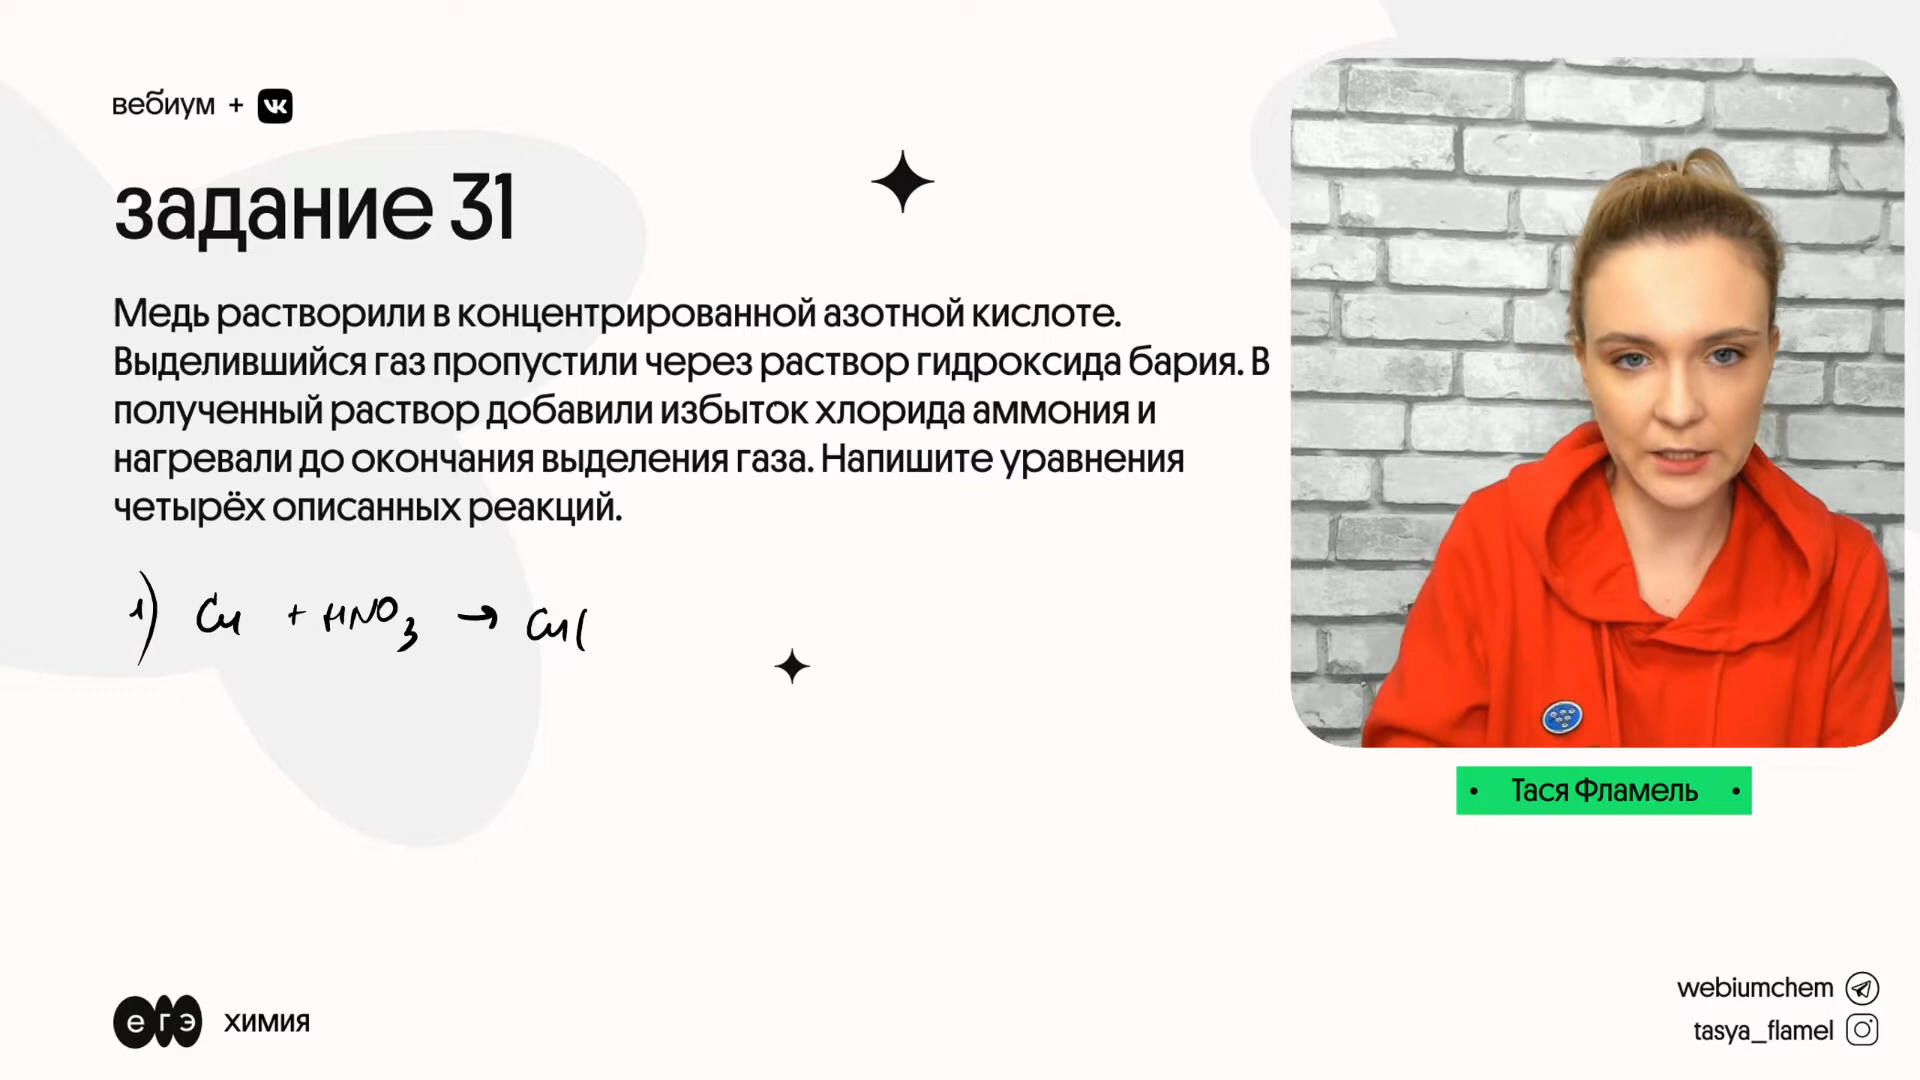 вебиум +
задание 31
Медь растворили в концентрированной азотной кислоте.
Выделившийся газ пропустили через раствор гидроксида бария. В
полученный раствор добавили избыток хлорида аммония и
нагревали до окончания выделения газа. Напишите уравнения
четырёх описанных реакций.
1) Cu + HNO3 → Cu(
• Тася Фламель •
егэ химия
webiumchem
tasya_flamel